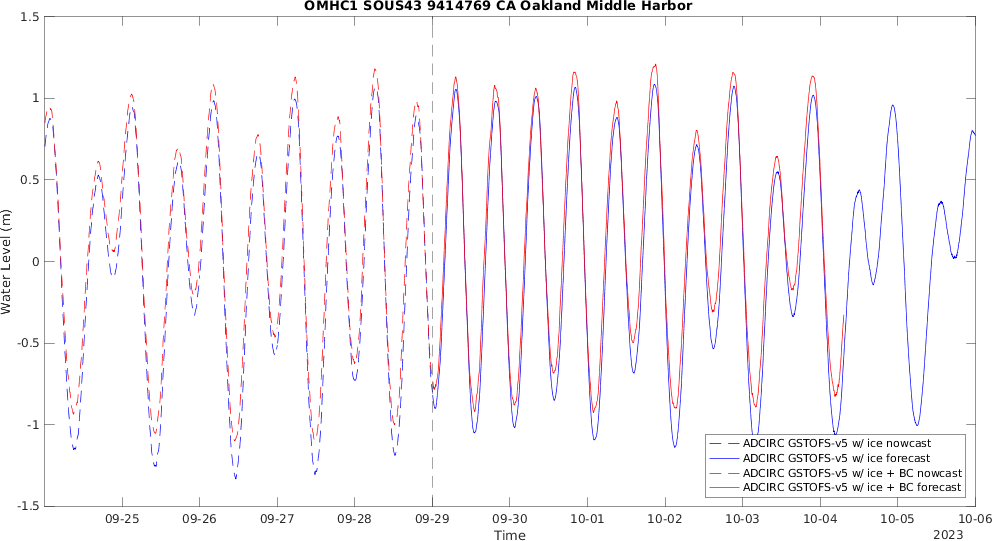 OMHC1 SOUS43 9414769 CA Oakland Middle Harbor
1.5
1
0.5
0
-0.5
-1
-1.5
Water Level (m)
ADCIRC GSTOFS-v5 w/ ice nowcast
ADCIRC GSTOFS-v5 w/ ice forecast
ADCIRC GSTOFS-v5 w/ ice + BC nowcast
ADCIRC GSTOFS-v5 w/ ice + BC forecast
09-25 09-26 09-27 09-28 09-29 09-30 10-01 10-02 10-03 10-04 10-05 10-06
Time 2023